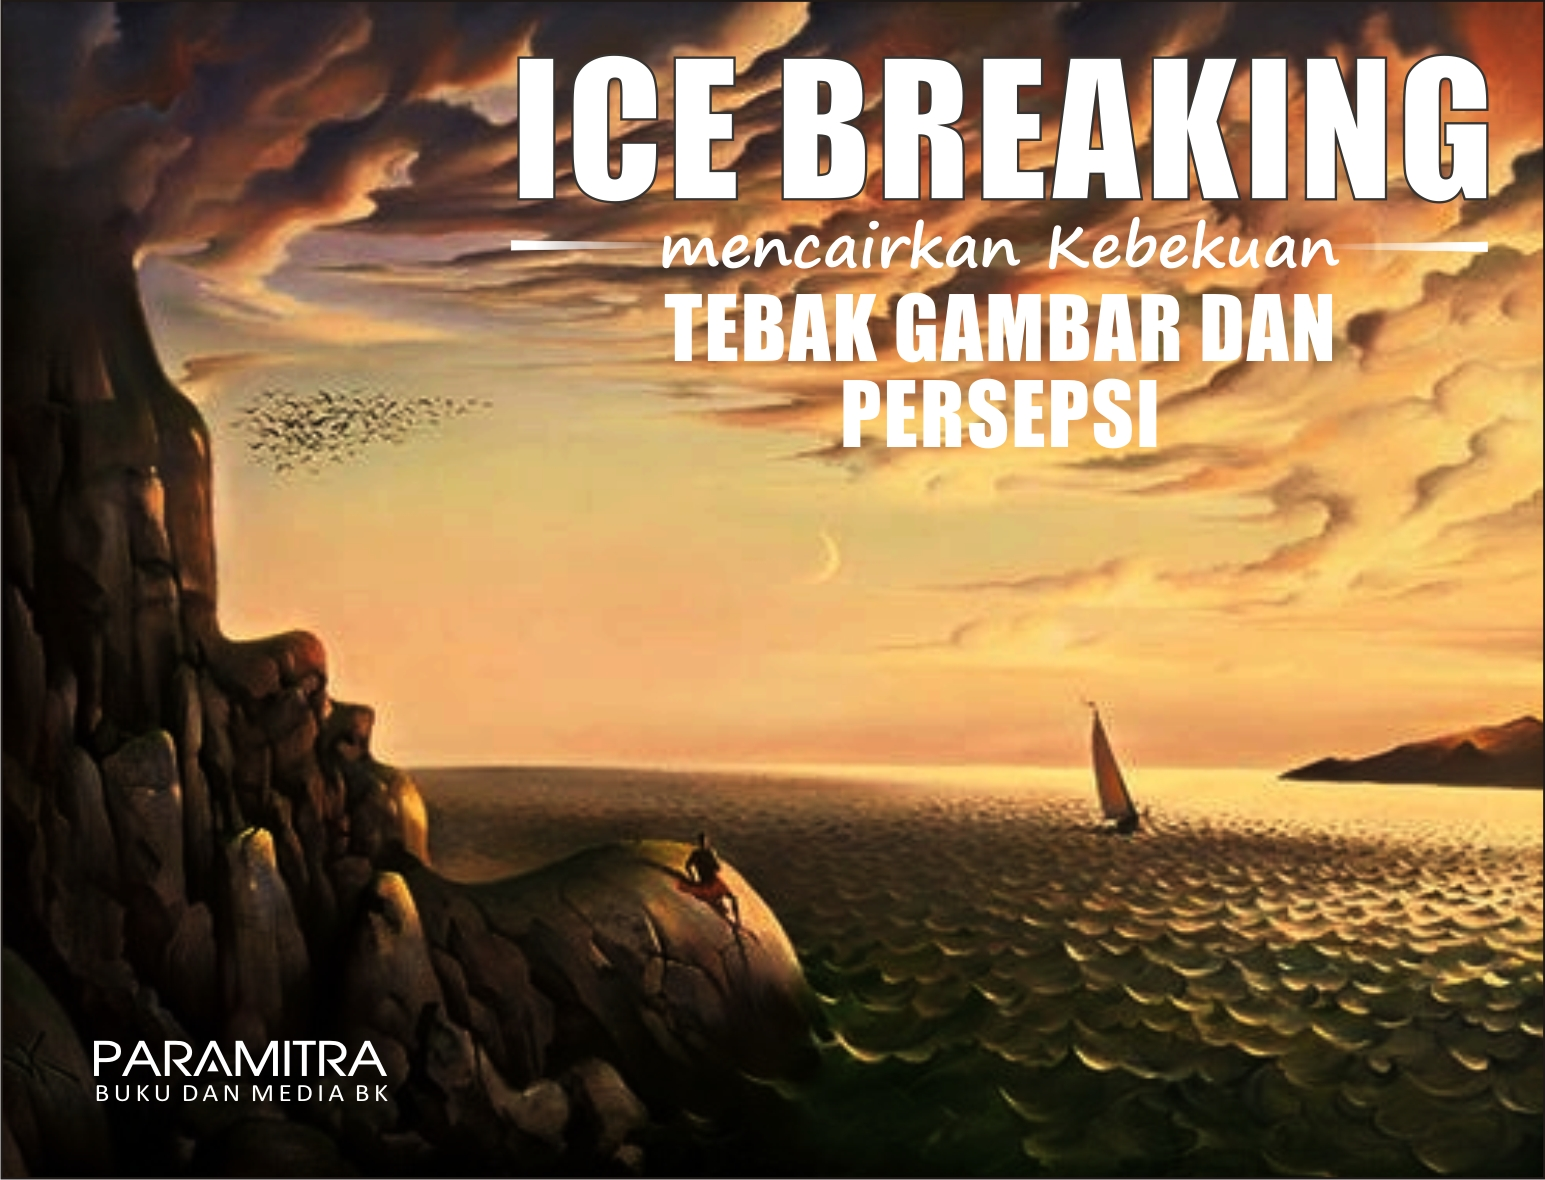 ICE BREAKING
mencairkan Kebekuan
TEBAK GAMBAR DAN
PERSEPSI
PARAMITRA
BUKU DAN MEDIA BK